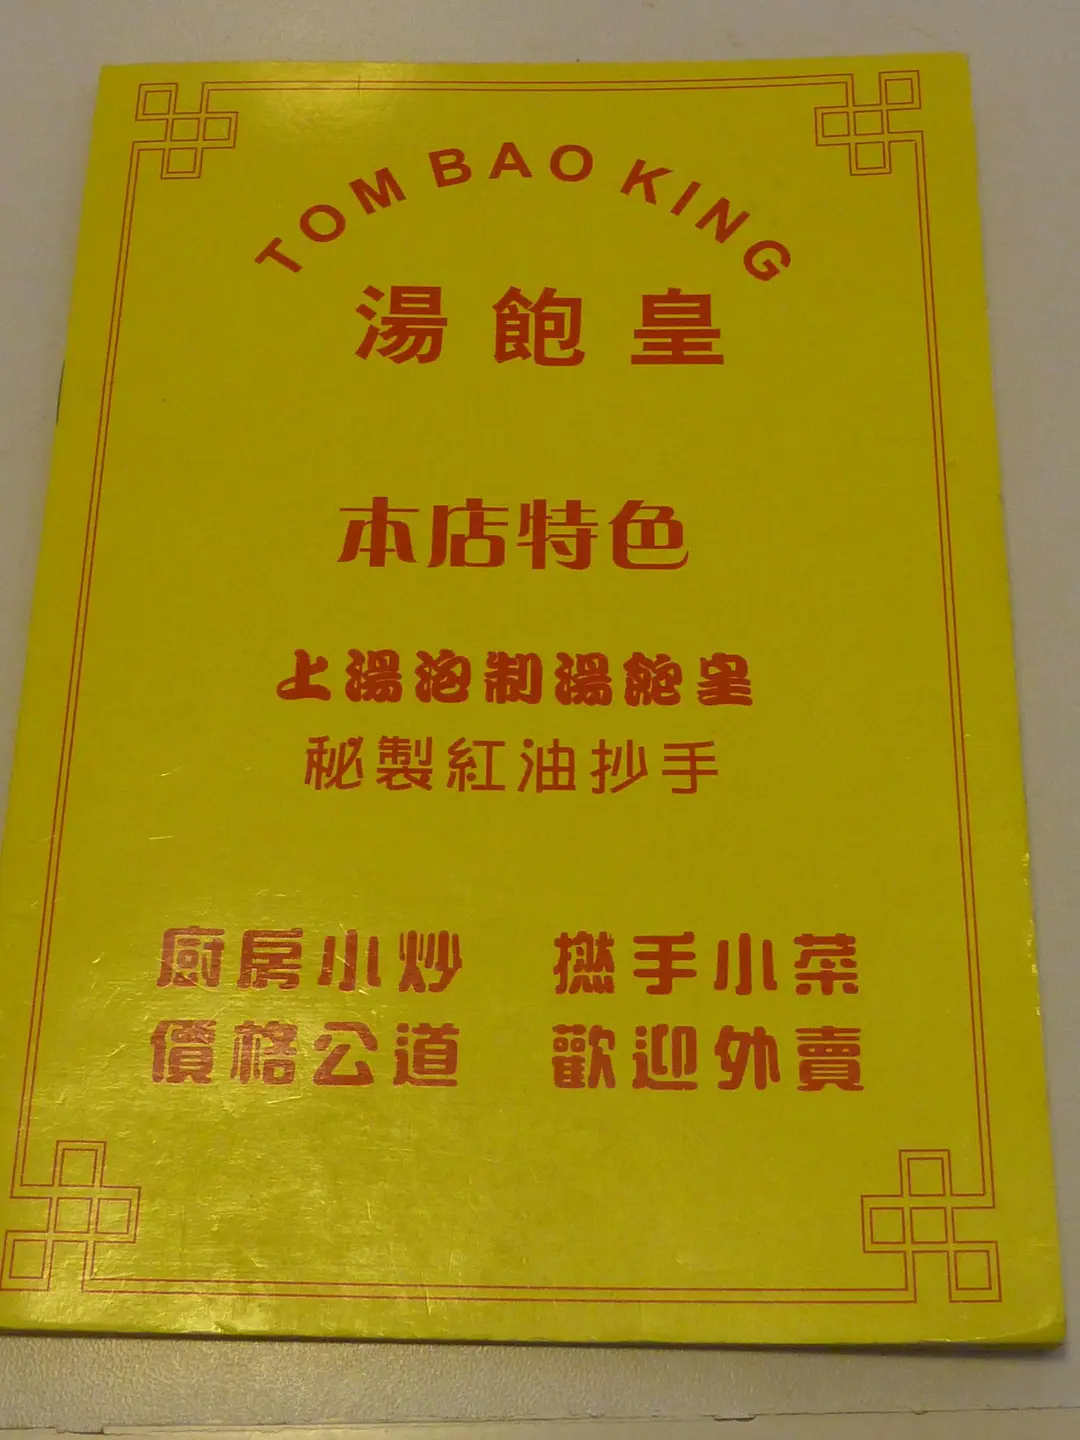 TOM BAO KING
湯飽皇
本店特色
上湯泡制湯飽皇
秘製紅油抄手
廚房小炒 撚手小菜
價格公道 歡迎外賣